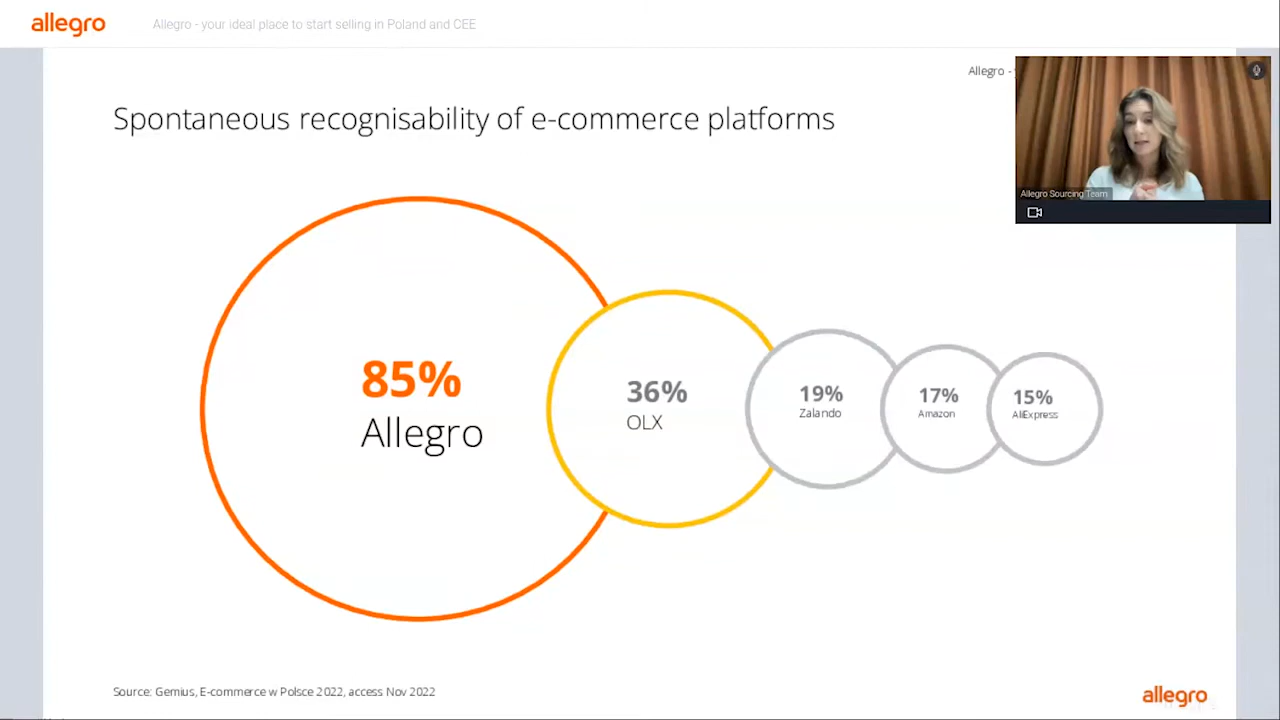 allegro
Allegro - your ideal place to start selling in Poland and CEE
Allegro -
Spontaneous recognisability of e-commerce platforms
Allegro Sourcing Team
85%
Allegro
36%
OLX
19%
Zalando
17%
Amazon
15%
AliExpress
Source: Gemius, E-commerce w Polsce 2022, access Nov 2022
allegro